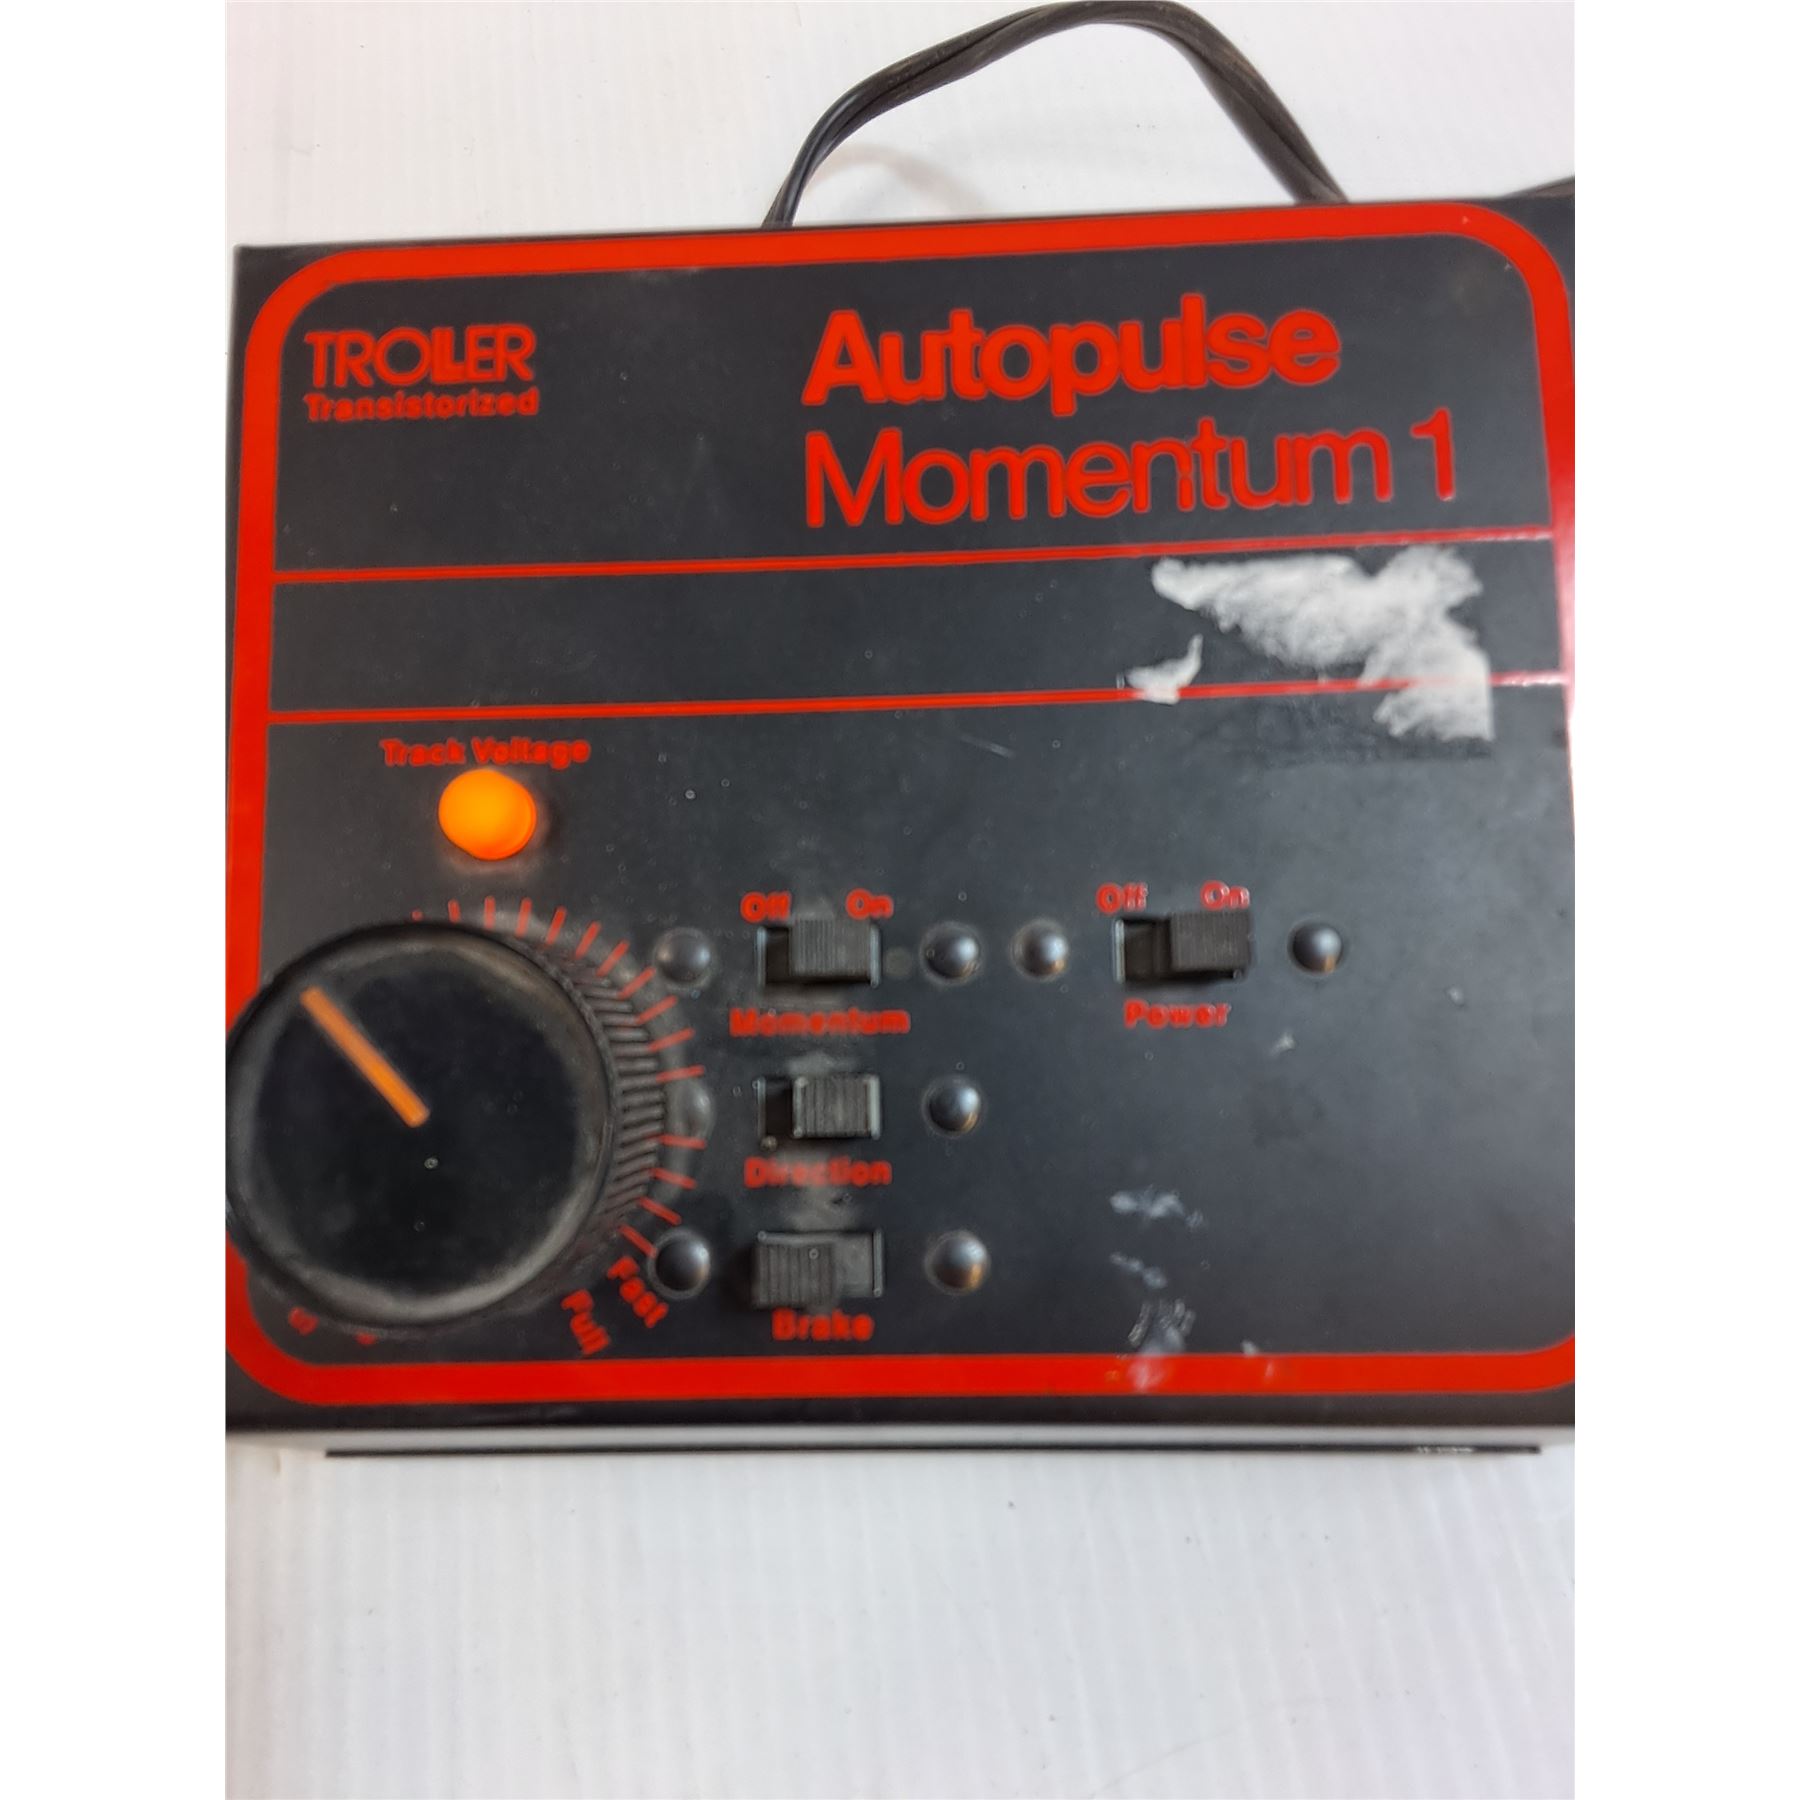 TROLLER
Transistorized
Autopulse
Momentum 1
Track Voltage
Off On
Momentum
Off On
Power
Direction
Brake
Fast
Full